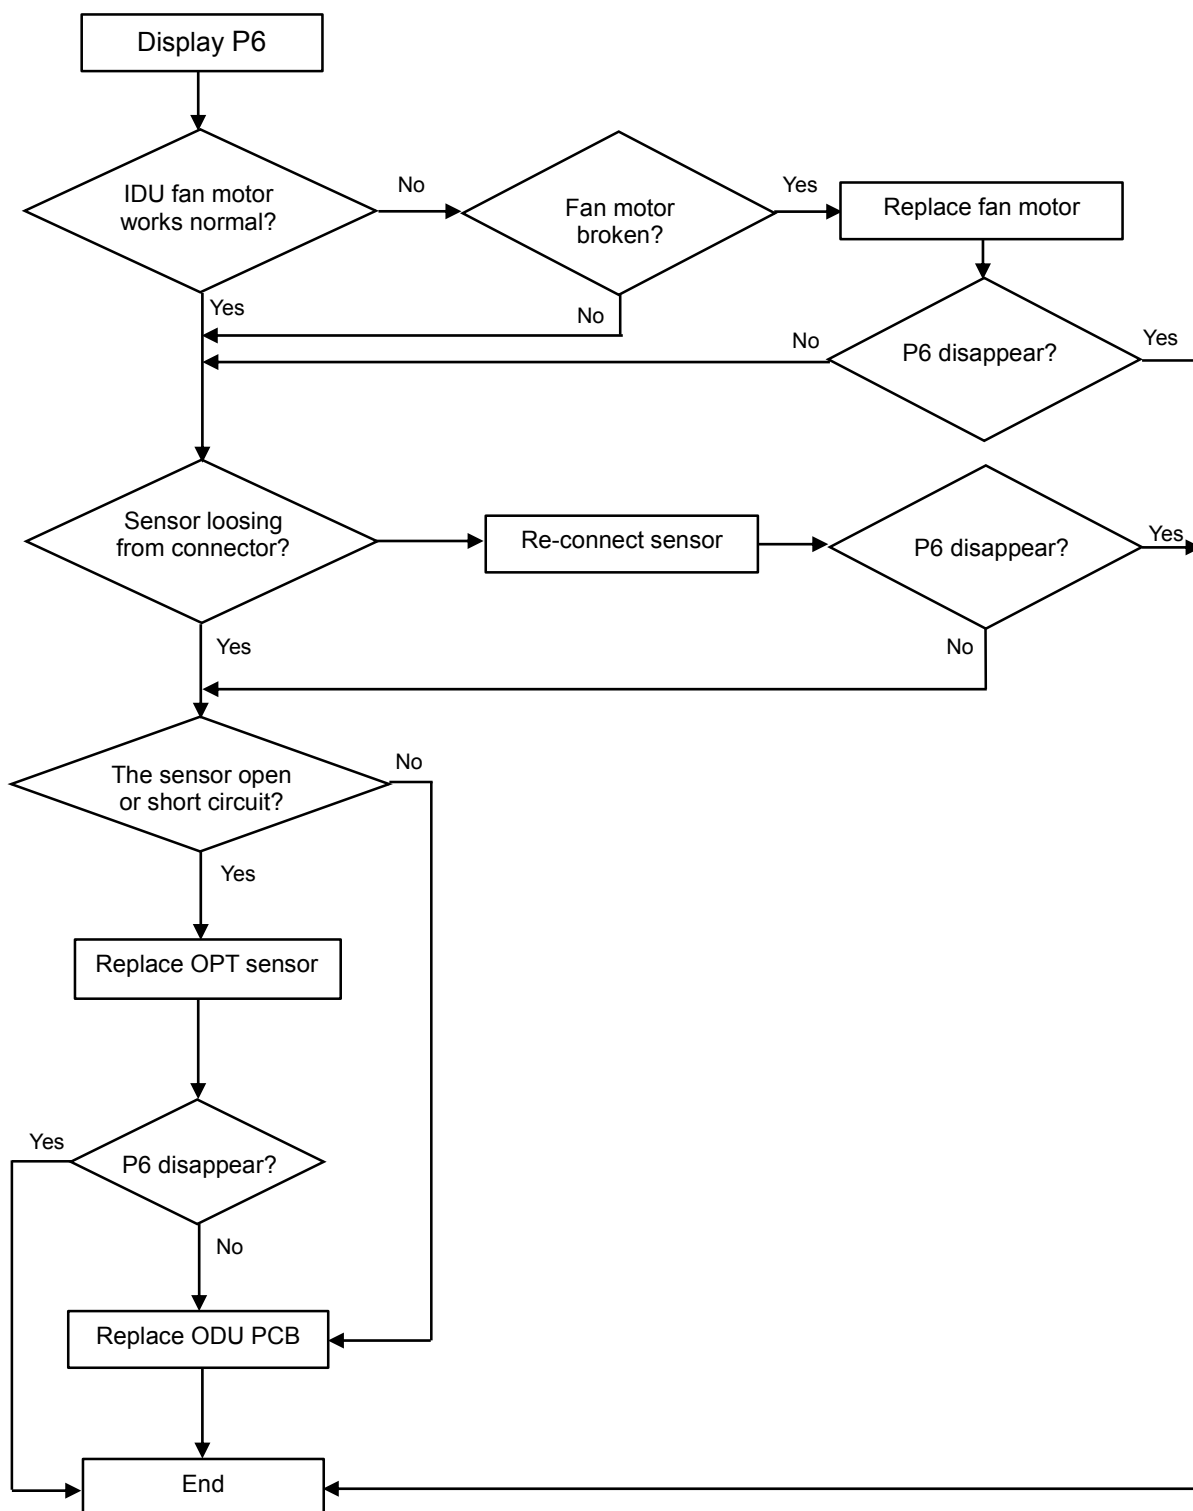 Display P6
IDU fan motor
works normal?
No
Fan motor
broken?
Yes
Replace fan motor
Yes
No
No
P6 disappear?
Yes
Sensor loosing
from connector?
Re-connect sensor
P6 disappear?
Yes
Yes
No
The sensor open
or short circuit?
No
Yes
Replace OPT sensor
Yes
P6 disappear?
No
Replace ODU PCB
End